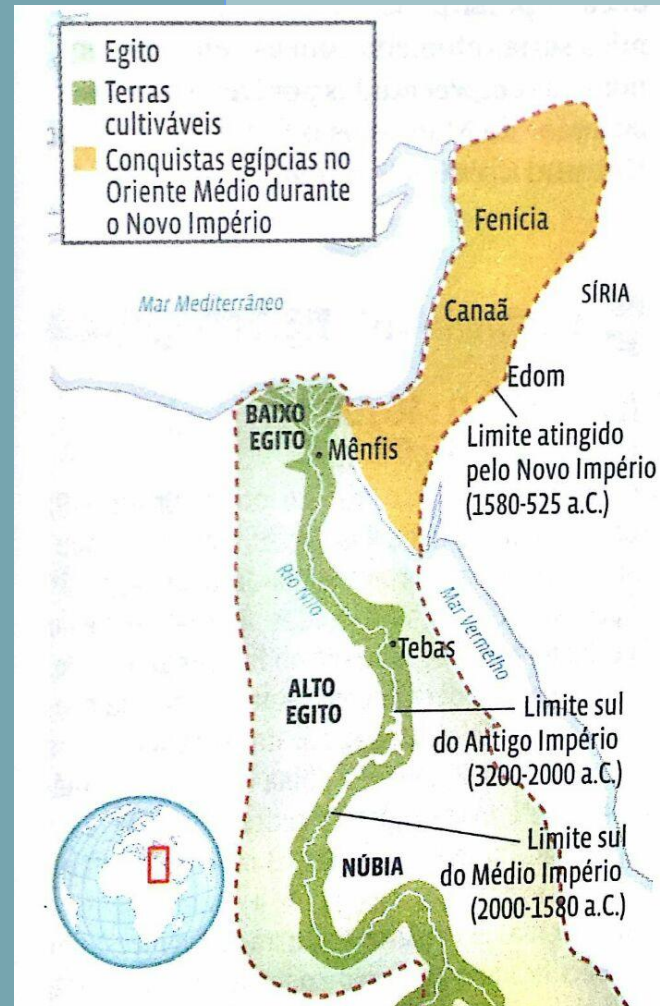 Egito
Terras
cultiváveis
Conquistas egípcias no
Oriente Médio durante
o Novo Império
Fenícia
SÍRIA
Mar Mediterrâneo
Canaã
Edom
BAIXO
EGITO
Mênfis
Limite atingido
pelo Novo Império
(1580-525 a.C.)
Rio Nilo
Mar Vermelho
Tebas
ALTO
EGITO
Limite sul
do Antigo Império
(3200-2000 a.C.)
Limite sul
do Médio Império
(2000-1580 a.C.)
NÚBIA